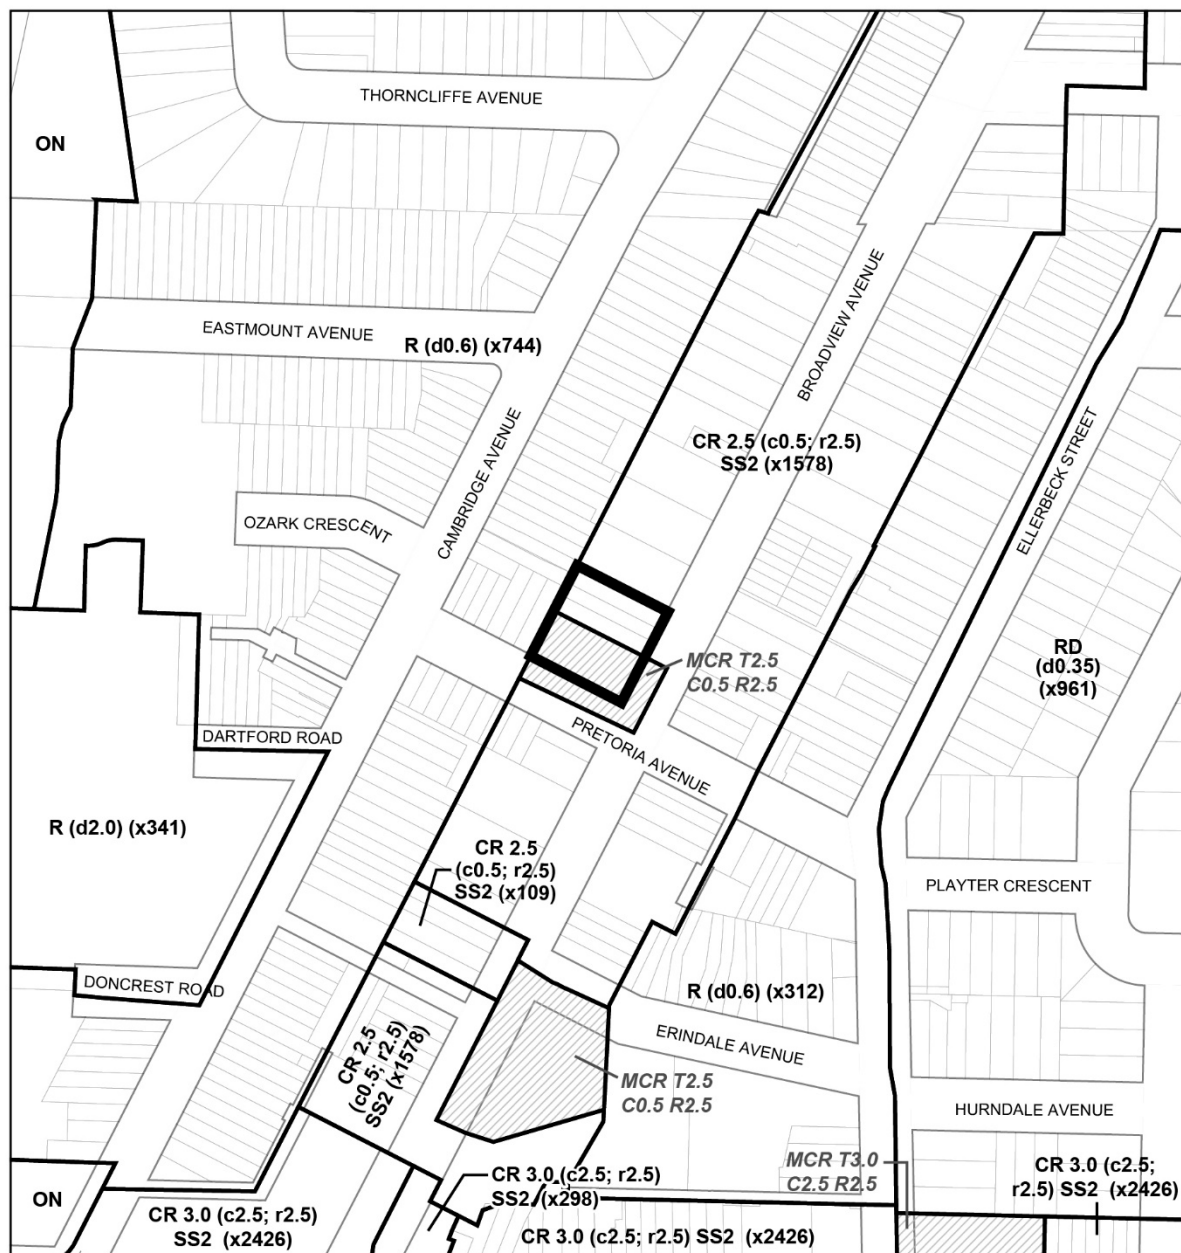 THORNCLIFFE AVENUE
ON
BROADVIEW AVENUE
EASTMOUNT AVENUE
R (d0.6) (x744)
CAMBRIDGE AVENUE
CR 2.5 (c0.5; r2.5)
SS2 (x1578)
ELLERBECK STREET
OZARK CRESCENT
RD
(d0.35)
(x961)
MCR T2.5
C0.5 R2.5
DARTFORD ROAD
PRETORIA AVENUE
R (d2.0) (x341)
CR 2.5
(c0.5; r2.5)
SS2 (x109)
PLAYTER CRESCENT
DONCREST ROAD
R (d0.6) (x312)
ERINDALE AVENUE
CR 2.5
(c0.5; r2.5)
SS2 (x1578)
MCR T2.5
C0.5 R2.5
HURNDALE AVENUE
MCR T3.0
C2.5 R2.5
CR 3.0 (c2.5;
r2.5) SS2 (x2426)
CR 3.0 (c2.5; r2.5)
SS2 (x298)
ON
CR 3.0 (c2.5; r2.5)
SS2 (x2426)
CR 3.0 (c2.5; r2.5) SS2 (x2426)